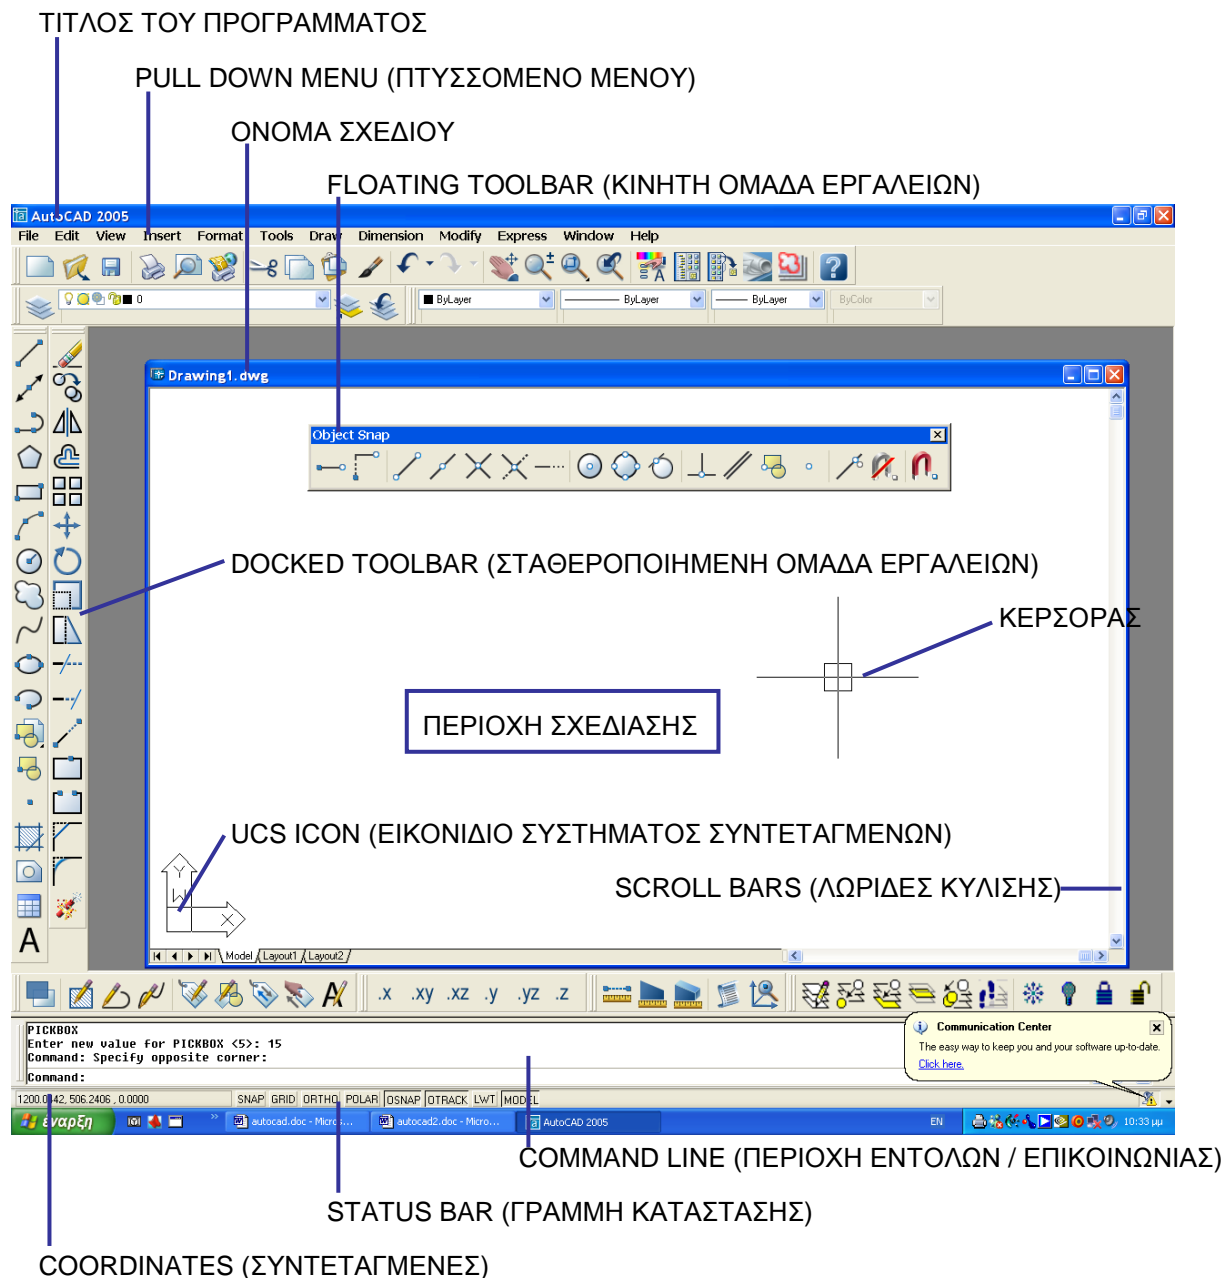 ΤΙΤΛΟΣ ΤΟΥ ΠΡΟΓΡΑΜΜΑΤΟΣ
PULL DOWN MENU (ΠΤΥΣΣΟΜΕΝΟ ΜΕΝΟΥ)
ΟΝΟΜΑ ΣΧΕΔΙΟΥ
FLOATING TOOLBAR (ΚΙΝΗΤΗ ΟΜΑΔΑ ΕΡΓΑΛΕΙΩΝ)
AutoCAD 2005
File Edit View Insert Format Tools Draw Dimension Modify Express Window Help
0 ByLayer ByLayer ByLayer ByColor
Drawing1.dwg
Object Snap
DOCKED TOOLBAR (ΣΤΑΘΕΡΟΠΟΙΗΜΕΝΗ ΟΜΑΔΑ ΕΡΓΑΛΕΙΩΝ)
ΚΕΡΣΟΡΑΣ
ΠΕΡΙΟΧΗ ΣΧΕΔΙΑΣΗΣ
UCS ICON (ΕΙΚΟΝΙΔΙΟ ΣΥΣΤΗΜΑΤΟΣ ΣΥΝΤΕΤΑΓΜΕΝΩΝ)
Y
W
X
SCROLL BARS (ΛΩΡΙΔΕΣ ΚΥΛΙΣΗΣ)
A
Model Layout1 Layout2
.x .xy .xz .y .yz .z
PICKBOX
Enter new value for PICKBOX <5>: 15
Command: Specify opposite corner:
Command:
Communication Center
The easy way to keep you and your software up-to-date.
Click here.
506.2406 , 0.0000 SNAP GRID ORTHO POLAR OSNAP OTRACK LWT MODEL
έναρξη autocad.doc - Micros... autocad2.doc - Micro... AutoCAD 2005 EN 10:33 μμ
COMMAND LINE (ΠΕΡΙΟΧΗ ΕΝΤΟΛΩΝ / ΕΠΙΚΟΙΝΩΝΙΑΣ)
STATUS BAR (ΓΡΑΜΜΗ ΚΑΤΑΣΤΑΣΗΣ)
COORDINATES (ΣΥΝΤΕΤΑΓΜΕΝΕΣ)